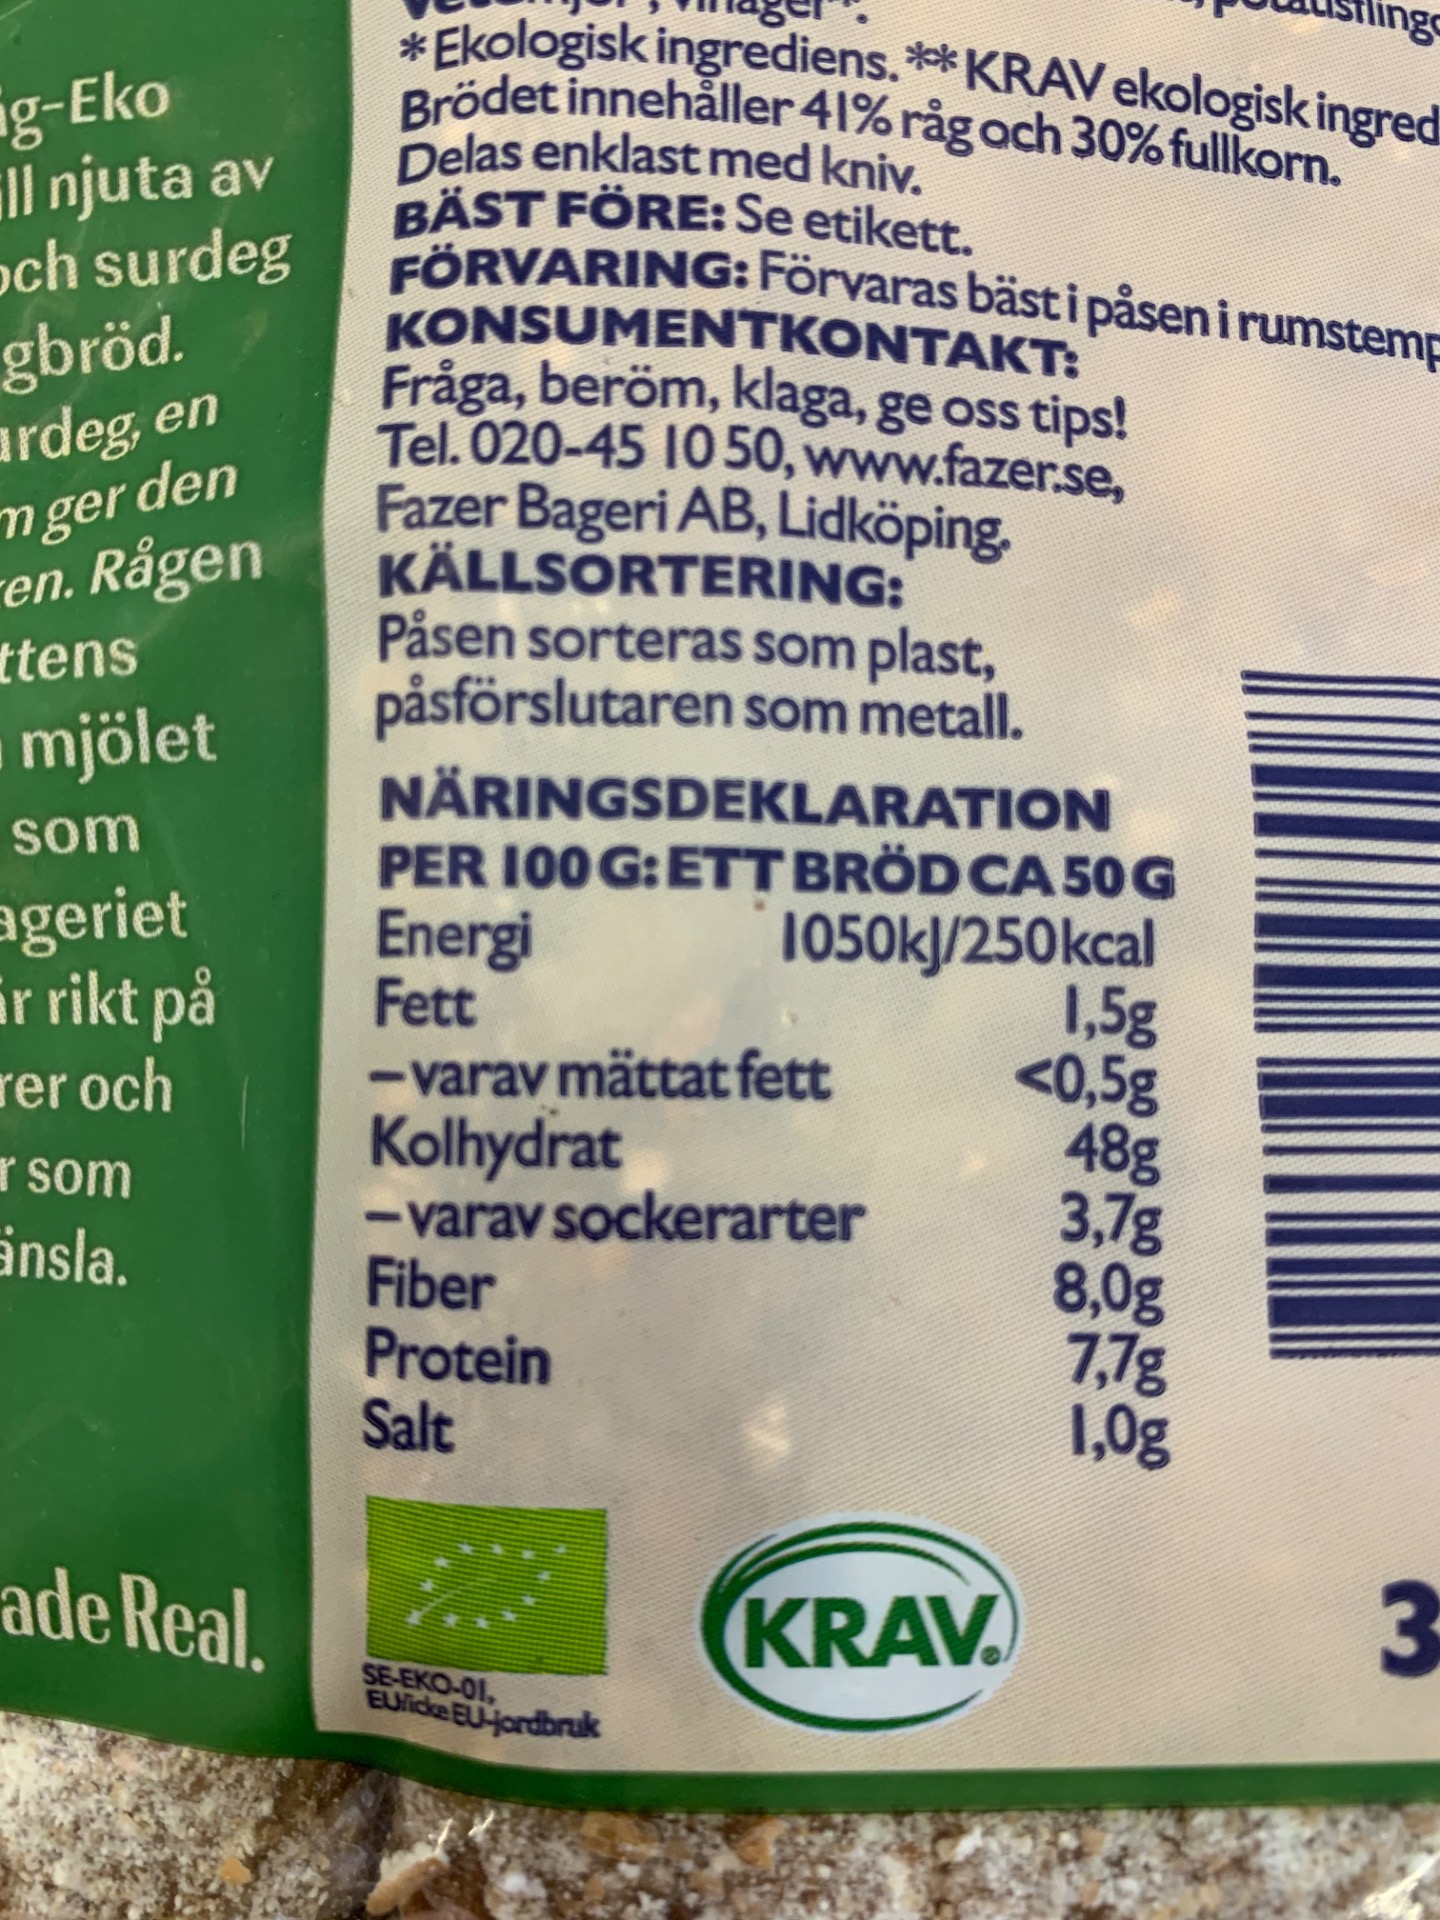 -Eko
njuta av
och surdeg
gbröd.
en
m ger den
en. Rågen
ttens
mjölet
som
ageriet
är rikt på
rer och
r som
änsla.
ade Real.
* Ekologisk ingrediens. ** KRAV ekologisk ingred
Brödet innehåller 41% råg och 30% fullkorn.
Delas enklast med kniv.
BÄST FÖRE: Se etikett.
FÖRVARING: Förvaras bäst i påsen i rumstemp
KONSUMENTKONTAKT:
Fråga, beröm, klaga, ge oss tips!
Tel. 020-45 10 50, www.fazer.se,
Fazer Bageri AB, Lidköping.
KÄLLSORTERING:
Påsen sorteras som plast,
påsförslutaren som metall.
NÄRINGSDEKLARATION
PER 100 G: ETT BRÖD CA 50 G
Energi 1050kJ/250kcal
Fett 1,5g
– varav mättat fett <0,5g
Kolhydrat 48g
– varav sockerarter 3,7g
Fiber 8,0g
Protein 7,7g
Salt 1,0g
SE-EKO-01,
EU/icke EU-jordbruk
KRAV®
3